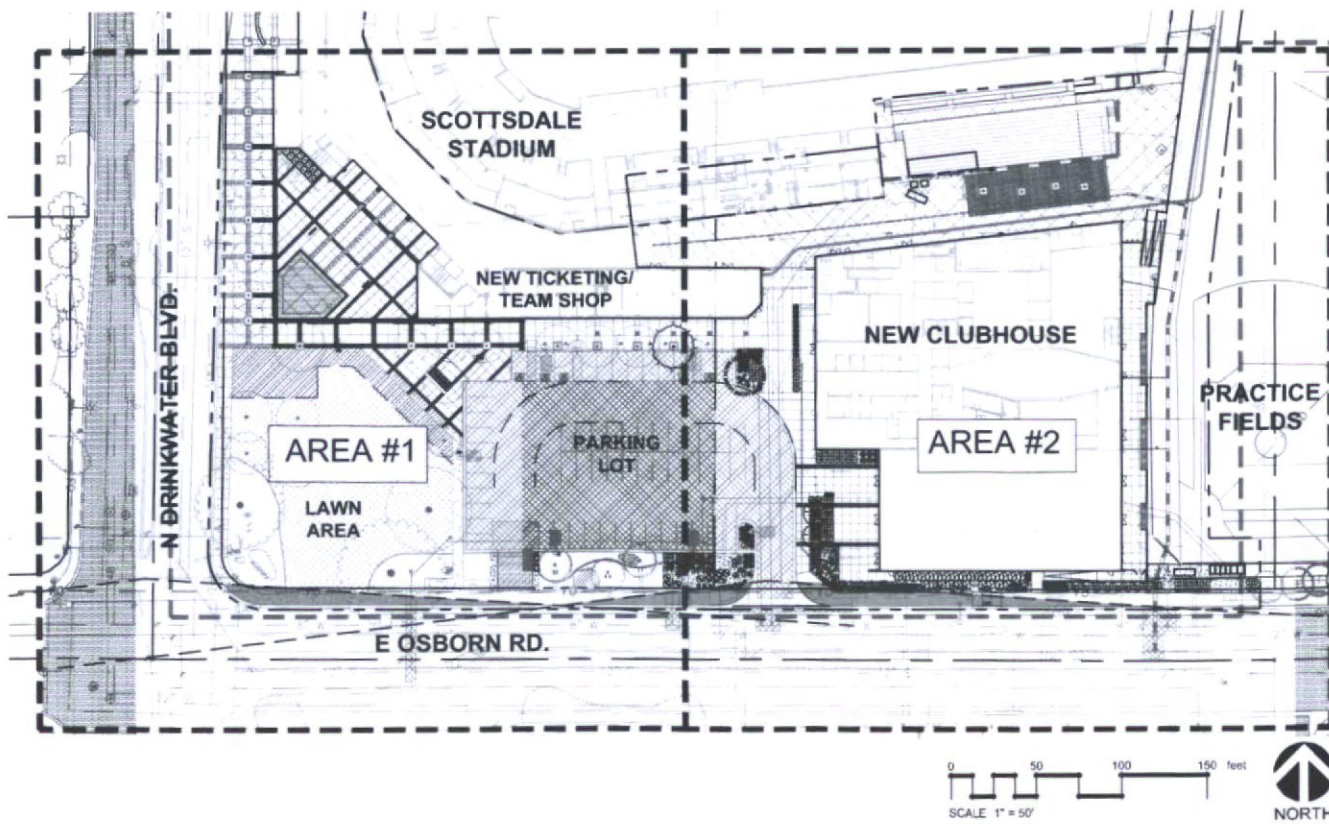 SCOTTSDALE
STADIUM
NEW TICKETING/
TEAM SHOP
NEW CLUBHOUSE
N DRINKWATER BLVD.
PRACTICE
FIELDS
AREA #1
PARKING
LOT
AREA #2
LAWN
AREA
E OSBORN RD.
0 50 100 150 feet
SCALE 1" = 50'
NORTH